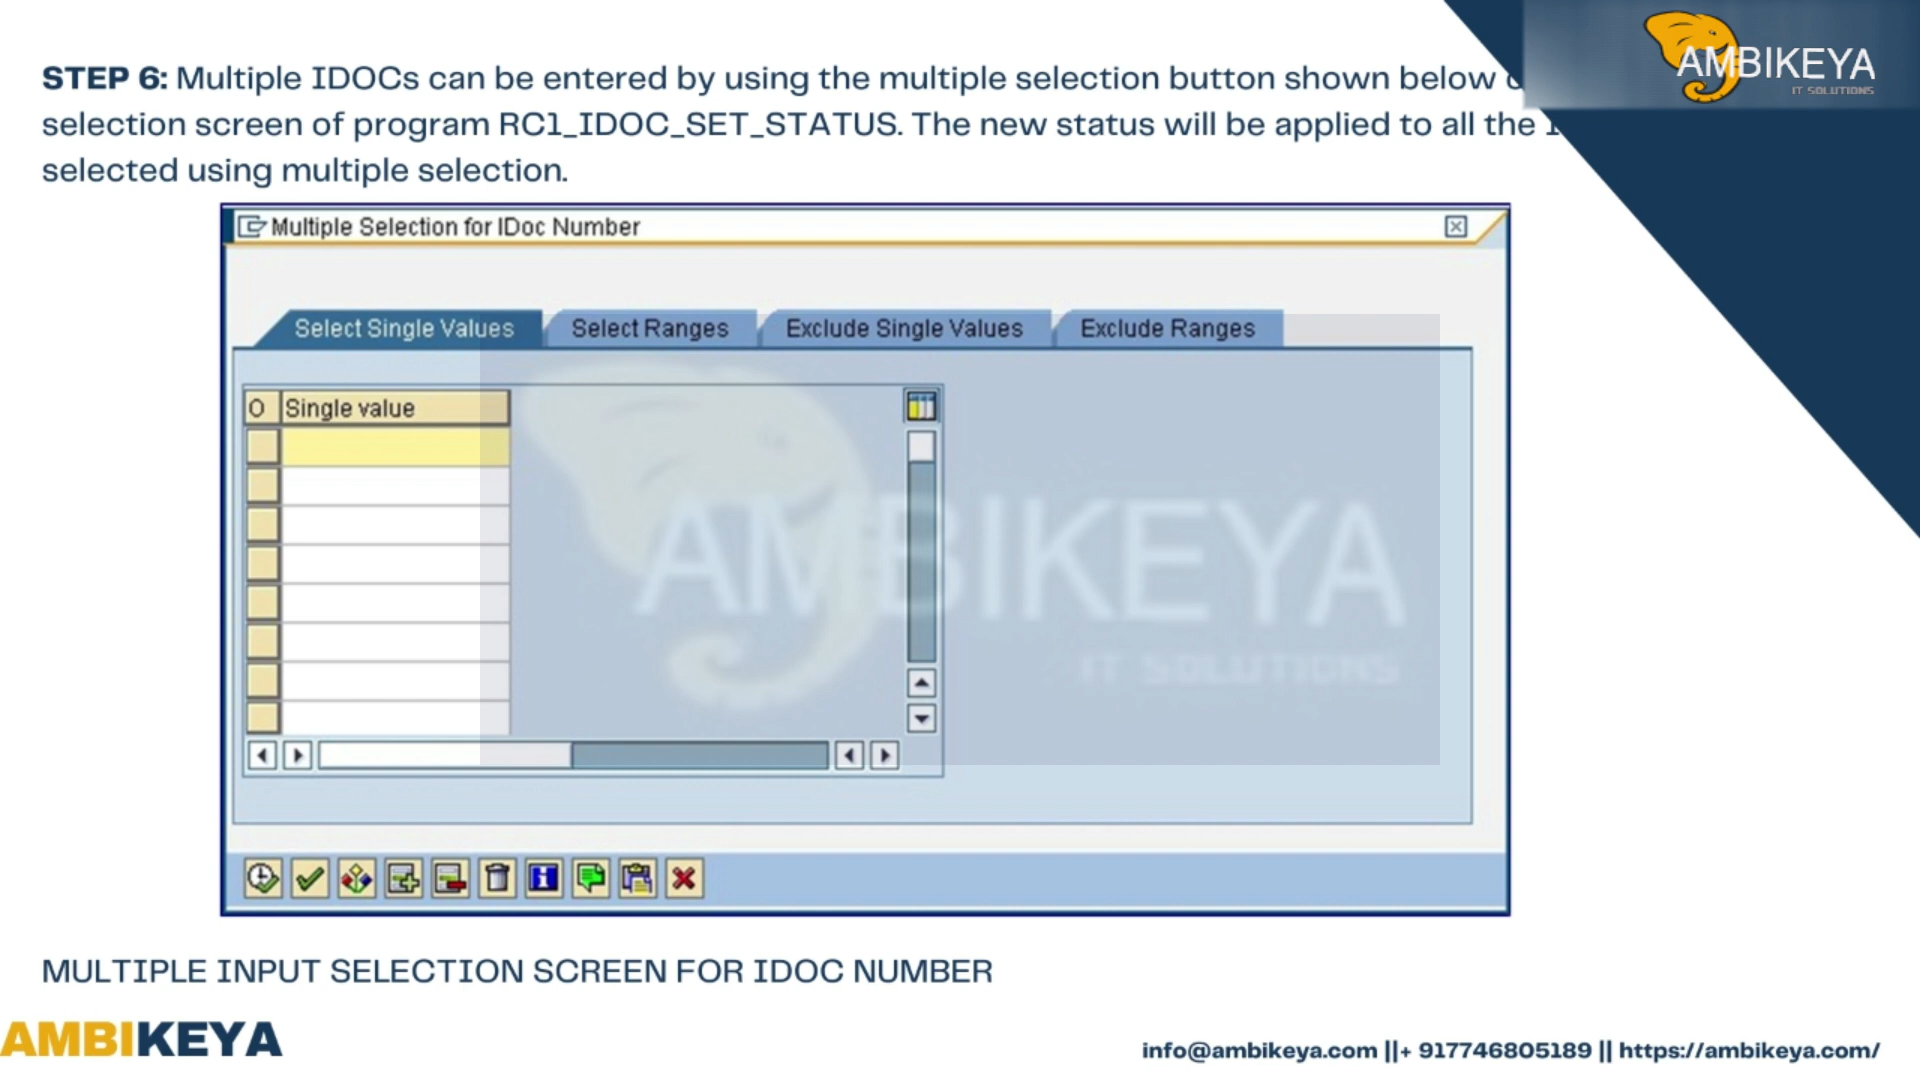 STEP 6: Multiple IDOCs can be entered by using the multiple selection button shown below
selection screen of program RC1_IDOC_SET_STATUS. The new status will be applied to all the
selected using multiple selection.
AMBIKEYA
IT SOLUTIONS
Multiple Selection for IDoc Number
Select Single Values
Select Ranges
Exclude Single Values
Exclude Ranges
O Single value
AMBIKEYA
IT SOLUTIONS
MULTIPLE INPUT SELECTION SCREEN FOR IDOC NUMBER
AMBIKEYA
info@ambikeya.com ||+ 917746805189 || https://ambikeya.com/